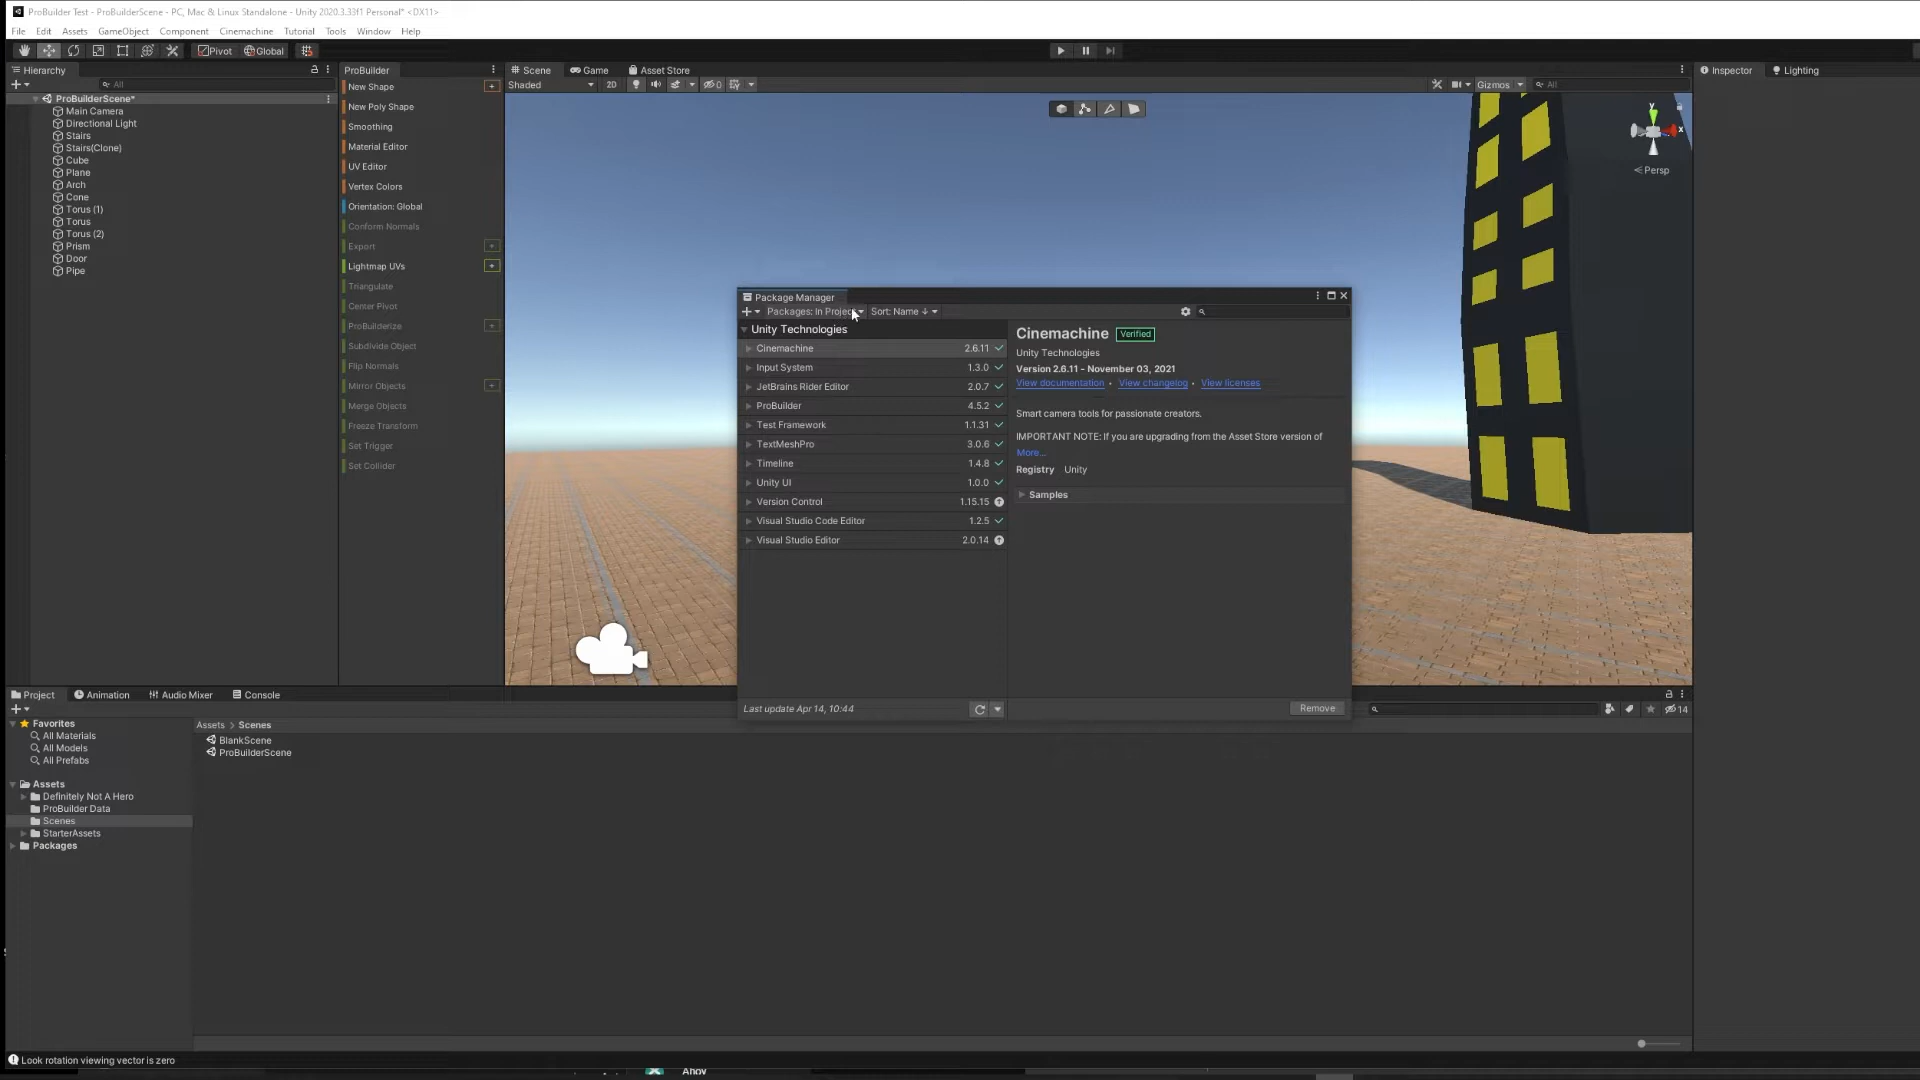 ProBuilder Test - ProBuilderScene - PC, Mac & Linux Standalone - Unity 2020.3.33f1 Personal* <DX11>
File Edit Assets GameObject Component Cinemachine Tutorial Tools Window Help
Pivot Global
Hierarchy
All
ProBuilderScene*
Main Camera
Directional Light
Stairs
Stairs(Clone)
Cube
Plane
Arch
Cone
Torus (1)
Torus
Torus (2)
Prism
Door
Pipe
ProBuilder
New Shape
New Poly Shape
Smoothing
Material Editor
UV Editor
Vertex Colors
Orientation: Global
Conform Normals
Export
Lightmap UVs
Triangulate
Center Pivot
ProBuilderize
Subdivide Object
Flip Normals
Mirror Objects
Merge Objects
Freeze Transform
Set Trigger
Set Collider
Scene Game Asset Store
Shaded 2D 0 Gizmos All
y
x
Persp
Inspector Lighting
Package Manager
Packages: In Project Sort: Name ↓
Unity Technologies
Cinemachine 2.6.11
Input System 1.3.0
JetBrains Rider Editor 2.0.7
ProBuilder 4.5.2
Test Framework 1.1.31
TextMeshPro 3.0.6
Timeline 1.4.8
Unity UI 1.0.0
Version Control 1.15.15
Visual Studio Code Editor 1.2.5
Visual Studio Editor 2.0.14
Last update Apr 14, 10:44
Cinemachine Verified
Unity Technologies
Version 2.6.11 - November 03, 2021
View documentation • View changelog • View licenses
Smart camera tools for passionate creators.
IMPORTANT NOTE: If you are upgrading from the Asset Store version of
More...
Registry Unity
Samples
Remove
Project Animation Audio Mixer Console
14
Favorites
All Materials
All Models
All Prefabs
Assets
Definitely Not A Hero
ProBuilder Data
Scenes
StarterAssets
Packages
Assets > Scenes
BlankScene
ProBuilderScene
Look rotation viewing vector is zero
Ahoy